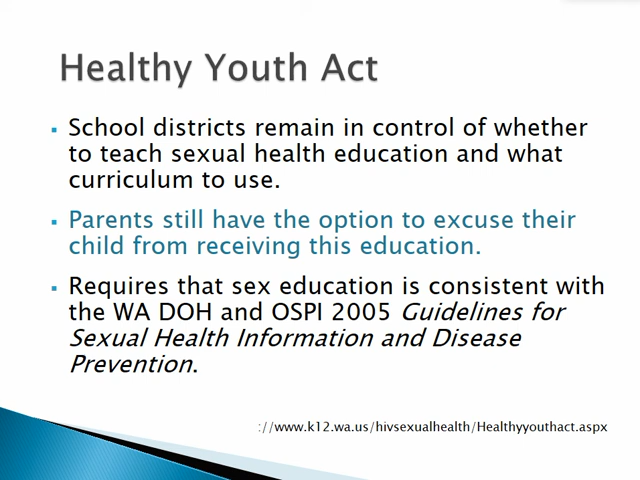 Healthy Youth Act
School districts remain in control of whether
to teach sexual health education and what
curriculum to use.
Parents still have the option to excuse their
child from receiving this education.
Requires that sex education is consistent with
the WA DOH and OSPI 2005 Guidelines for
Sexual Health Information and Disease
Prevention.
://www.k12.wa.us/hivsexualhealth/Healthyyouthact.aspx